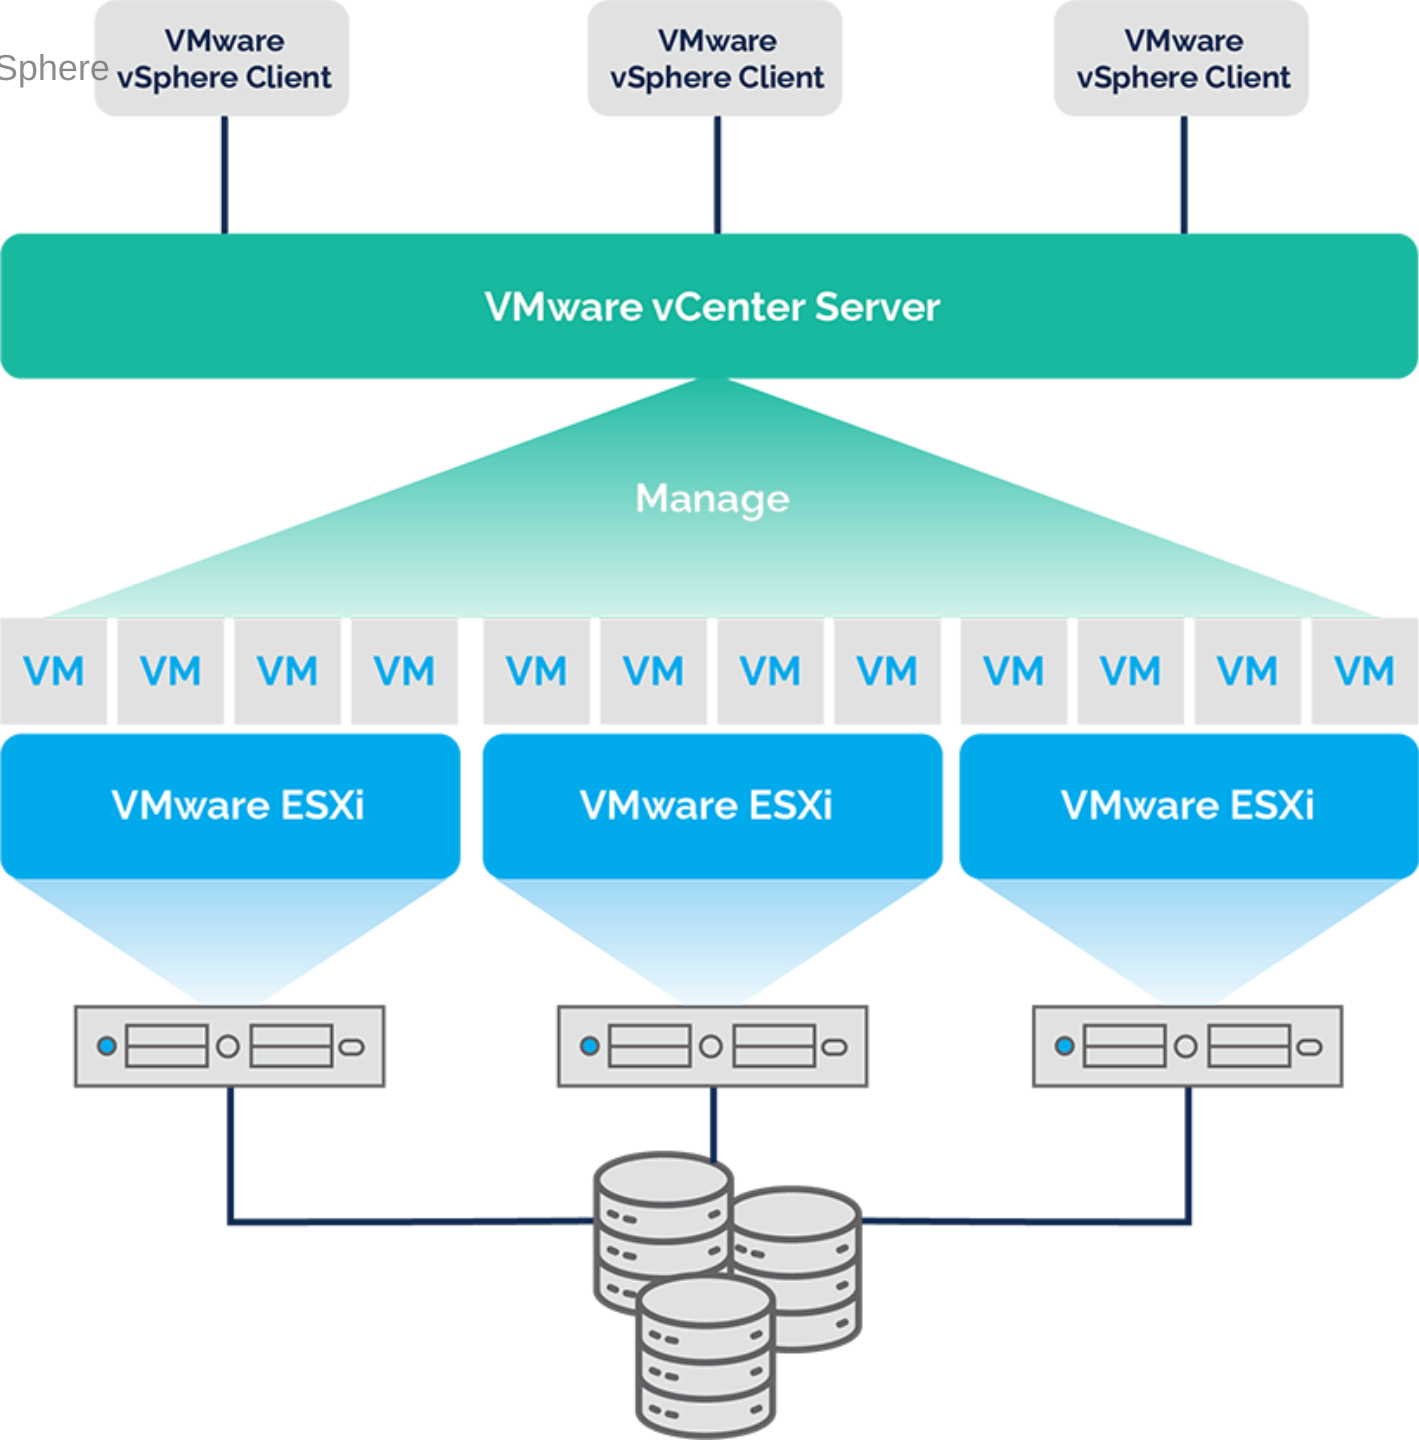 Sphere
VMware
vSphere Client
VMware
vSphere Client
VMware
vSphere Client
VMware vCenter Server
Manage
VM VM VM VM VM VM VM VM VM VM VM VM
VMware ESXi VMware ESXi VMware ESXi